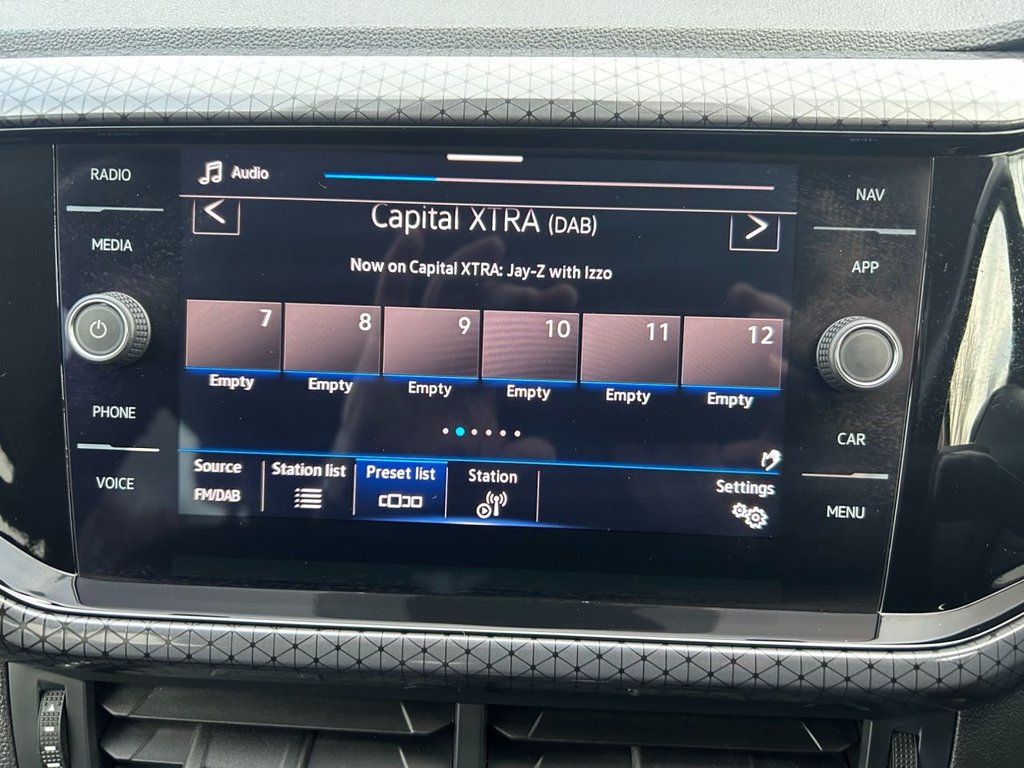 RADIO
MEDIA
PHONE
VOICE
Audio
< Capital XTRA (DAB) >
Now on Capital XTRA: Jay-Z with Izzo
7 8 9 10 11 12
Empty Empty Empty Empty Empty Empty
Source Station list Preset list Station Settings
FM/DAB
NAV
APP
CAR
MENU